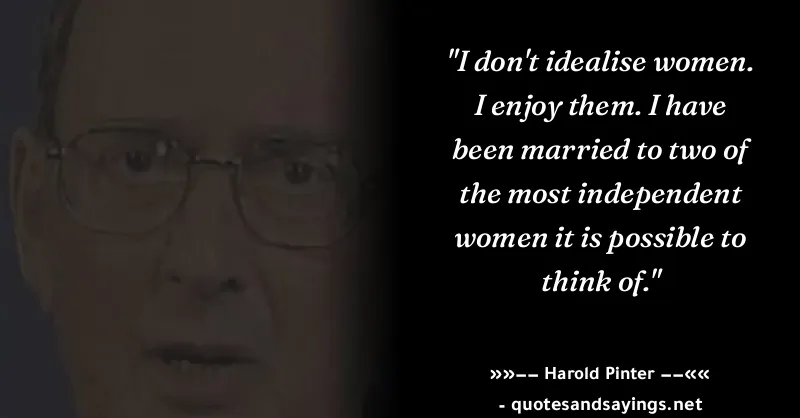 "I don't idealise women.
I enjoy them. I have
been married to two of
the most independent
women it is possible to
think of."
»»−− Harold Pinter −−««
- quotesandsayings.net